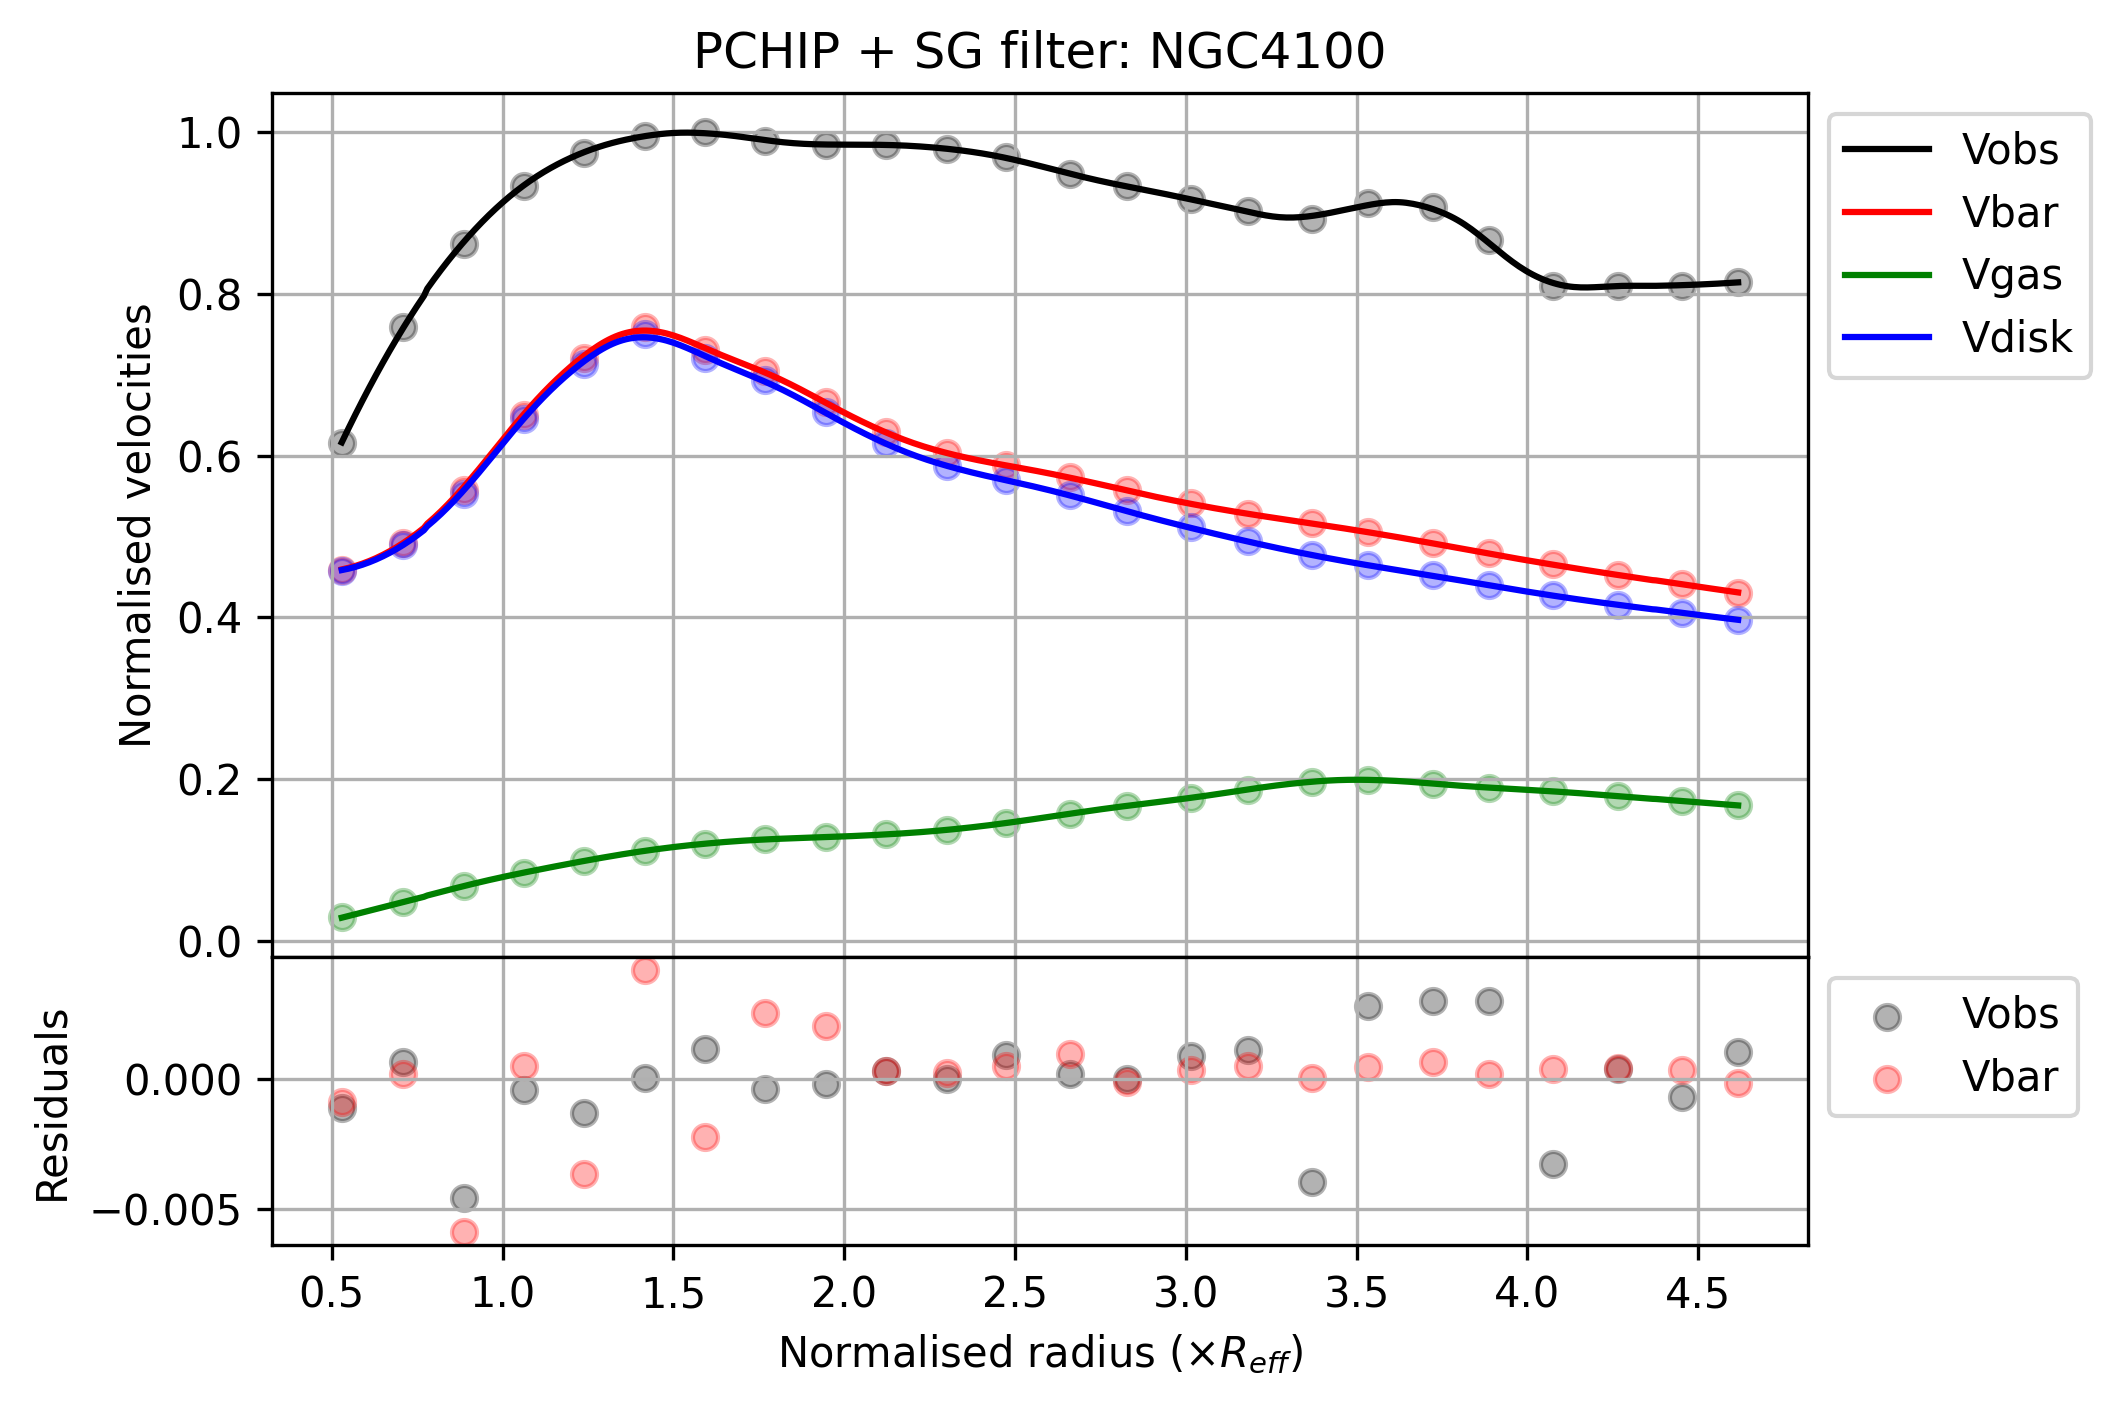 PCHIP + SG filter: NGC4100
Normalised velocities
1.0
0.8
0.6
0.4
0.2
0.0
Vobs
Vbar
Vgas
Vdisk
Residuals
0.000
−0.005
Vobs
Vbar
0.5 1.0 1.5 2.0 2.5 3.0 3.5 4.0 4.5
Normalised radius (×R_eff)